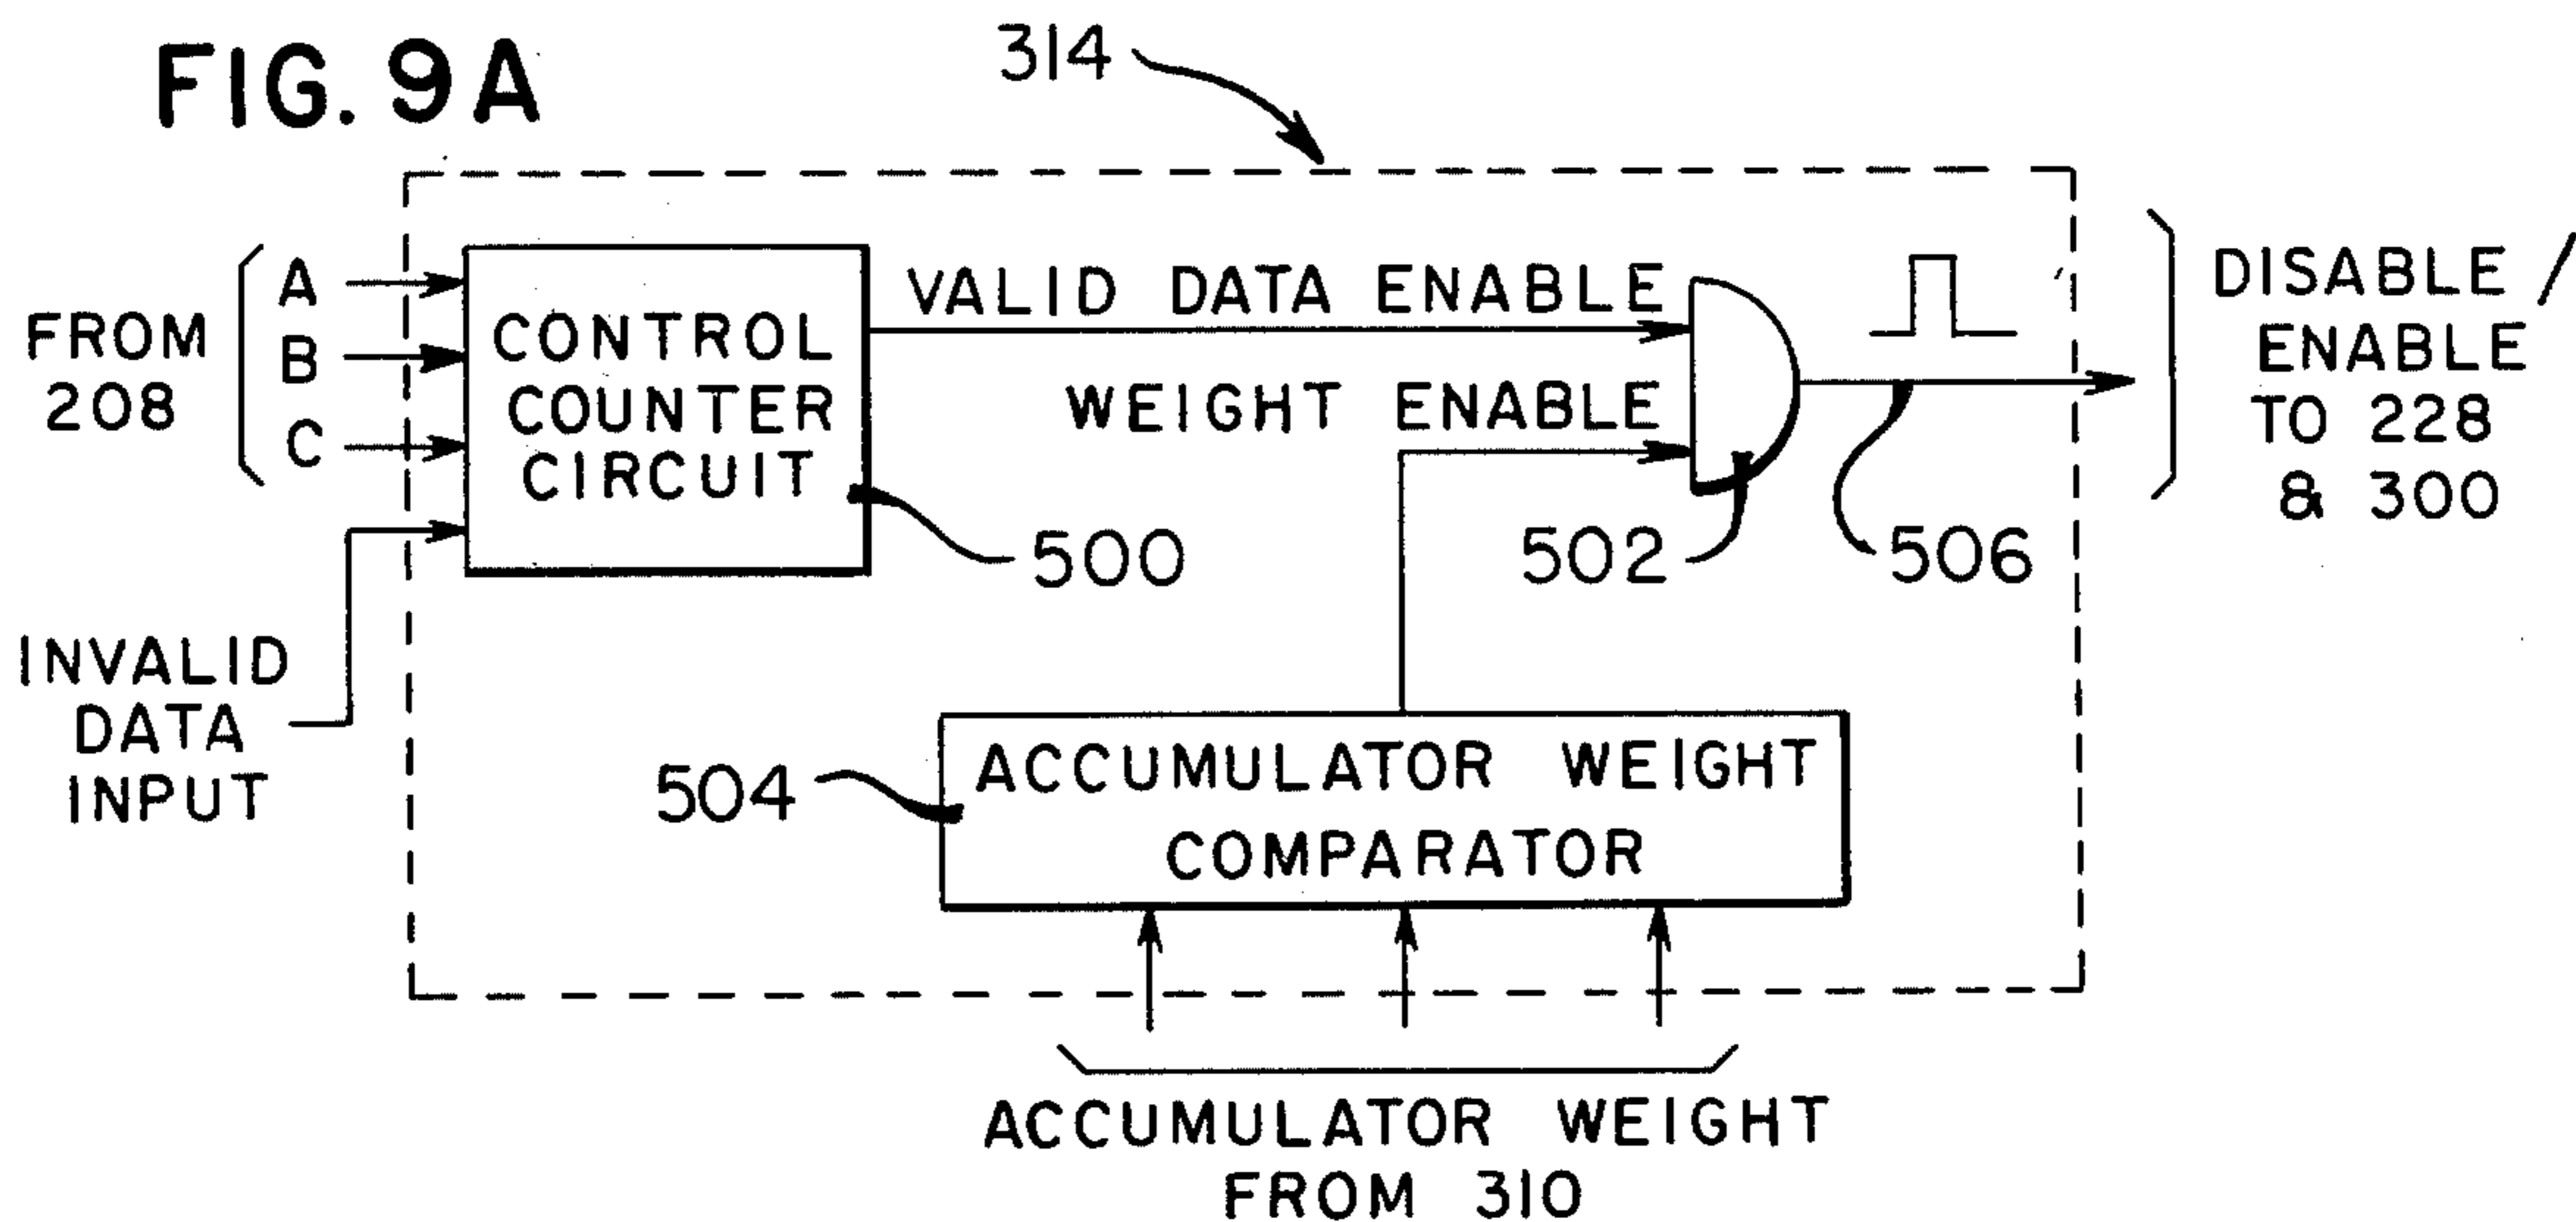 FIG. 9A
314
FROM
208
A
B
C
CONTROL
COUNTER
CIRCUIT
500
INVALID
DATA
INPUT
VALID DATA ENABLE
WEIGHT ENABLE
502
506
DISABLE /
ENABLE
TO 228
& 300
504
ACCUMULATOR WEIGHT
COMPARATOR
ACCUMULATOR WEIGHT
FROM 310